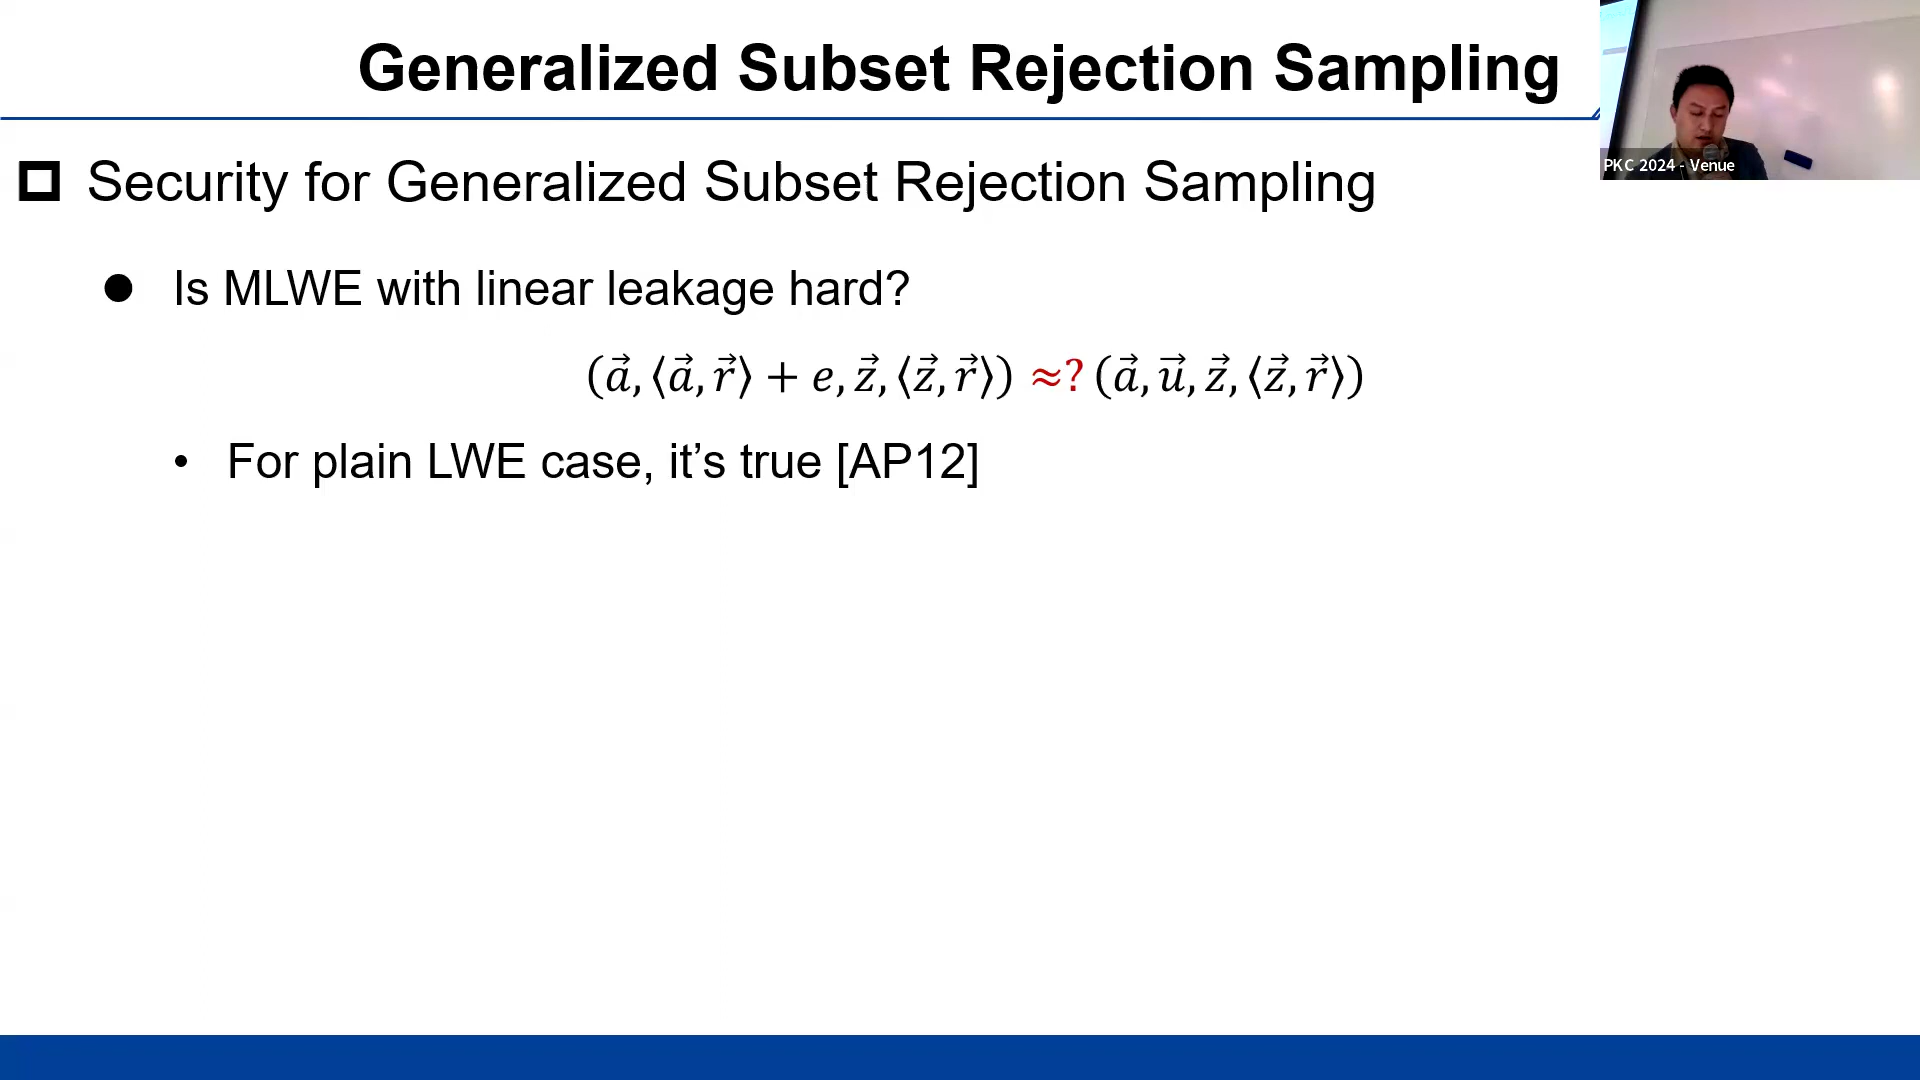 Generalized Subset Rejection Sampling
PKC 2024 - Venue
Security for Generalized Subset Rejection Sampling
Is MLWE with linear leakage hard?
(a⃗, ⟨a⃗, r⃗⟩ + e, z⃗, ⟨z⃗, r⃗⟩) ≈? (a⃗, u⃗, z⃗, ⟨z⃗, r⃗⟩)
• For plain LWE case, it’s true [AP12]